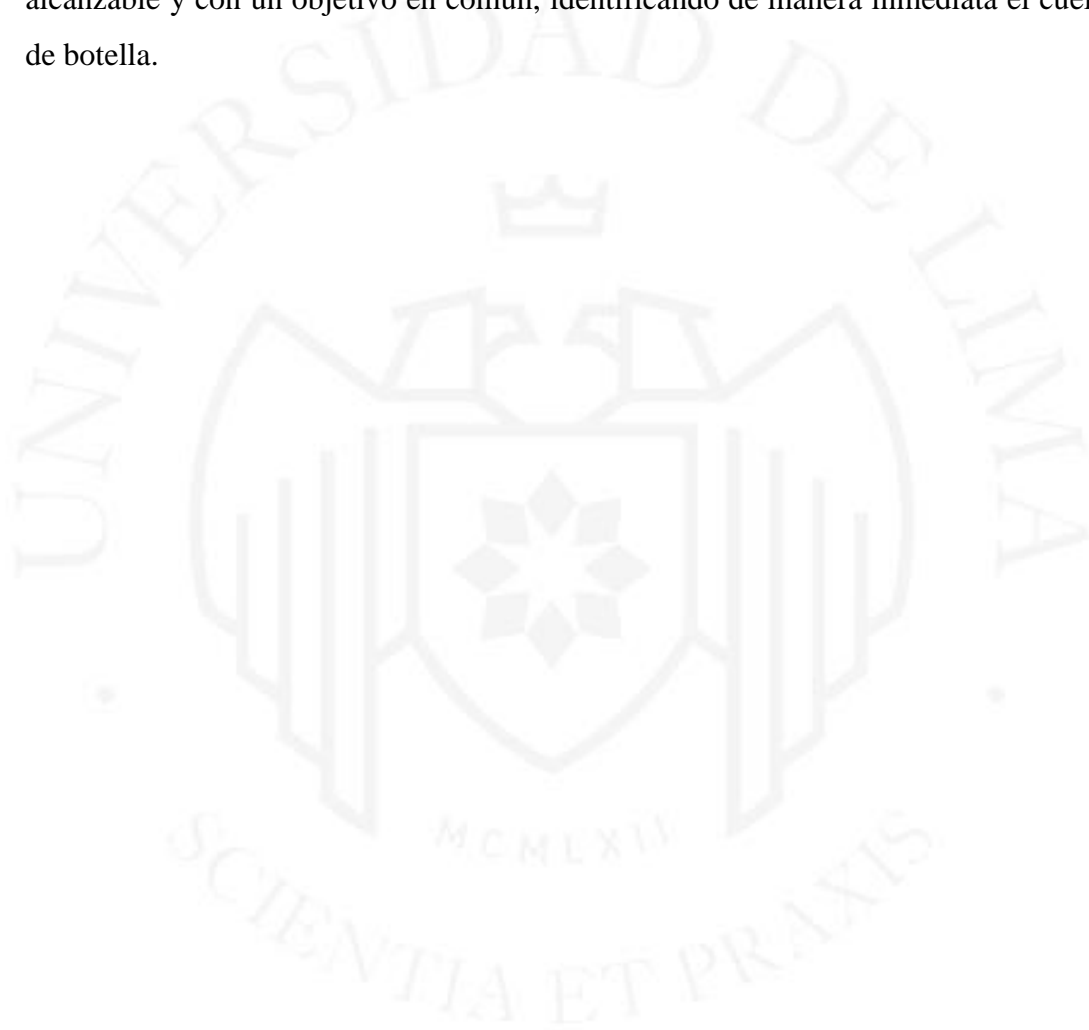 alcanzable y con un objetivo en común, identificando de manera inmediata el
de botella.
UNIVERSIDAD DE LIMA
MCMLXII
SCIENTIA ET PRAXIS